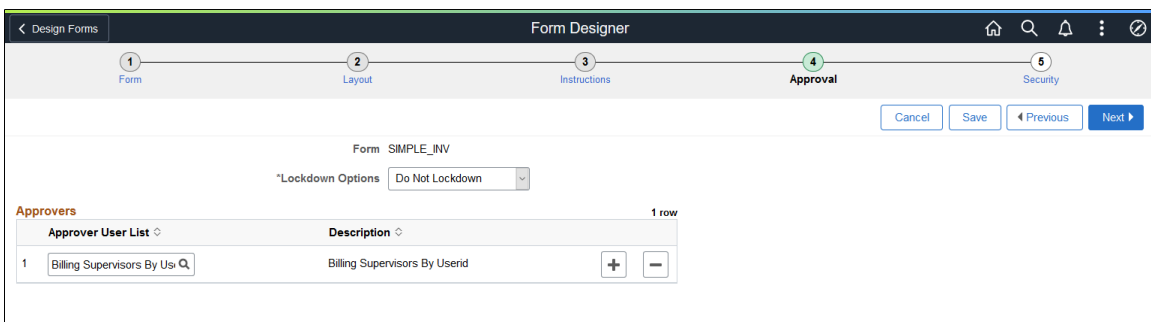 Design Forms
Form Designer
1
2
3
4
5
Form
Layout
Instructions
Approval
Security
Cancel
Save
Previous
Next
Form SIMPLE_INV
*Lockdown Options Do Not Lockdown
Approvers
1 row
Approver User List
Description
1
Billing Supervisors By Us
Billing Supervisors By Userid